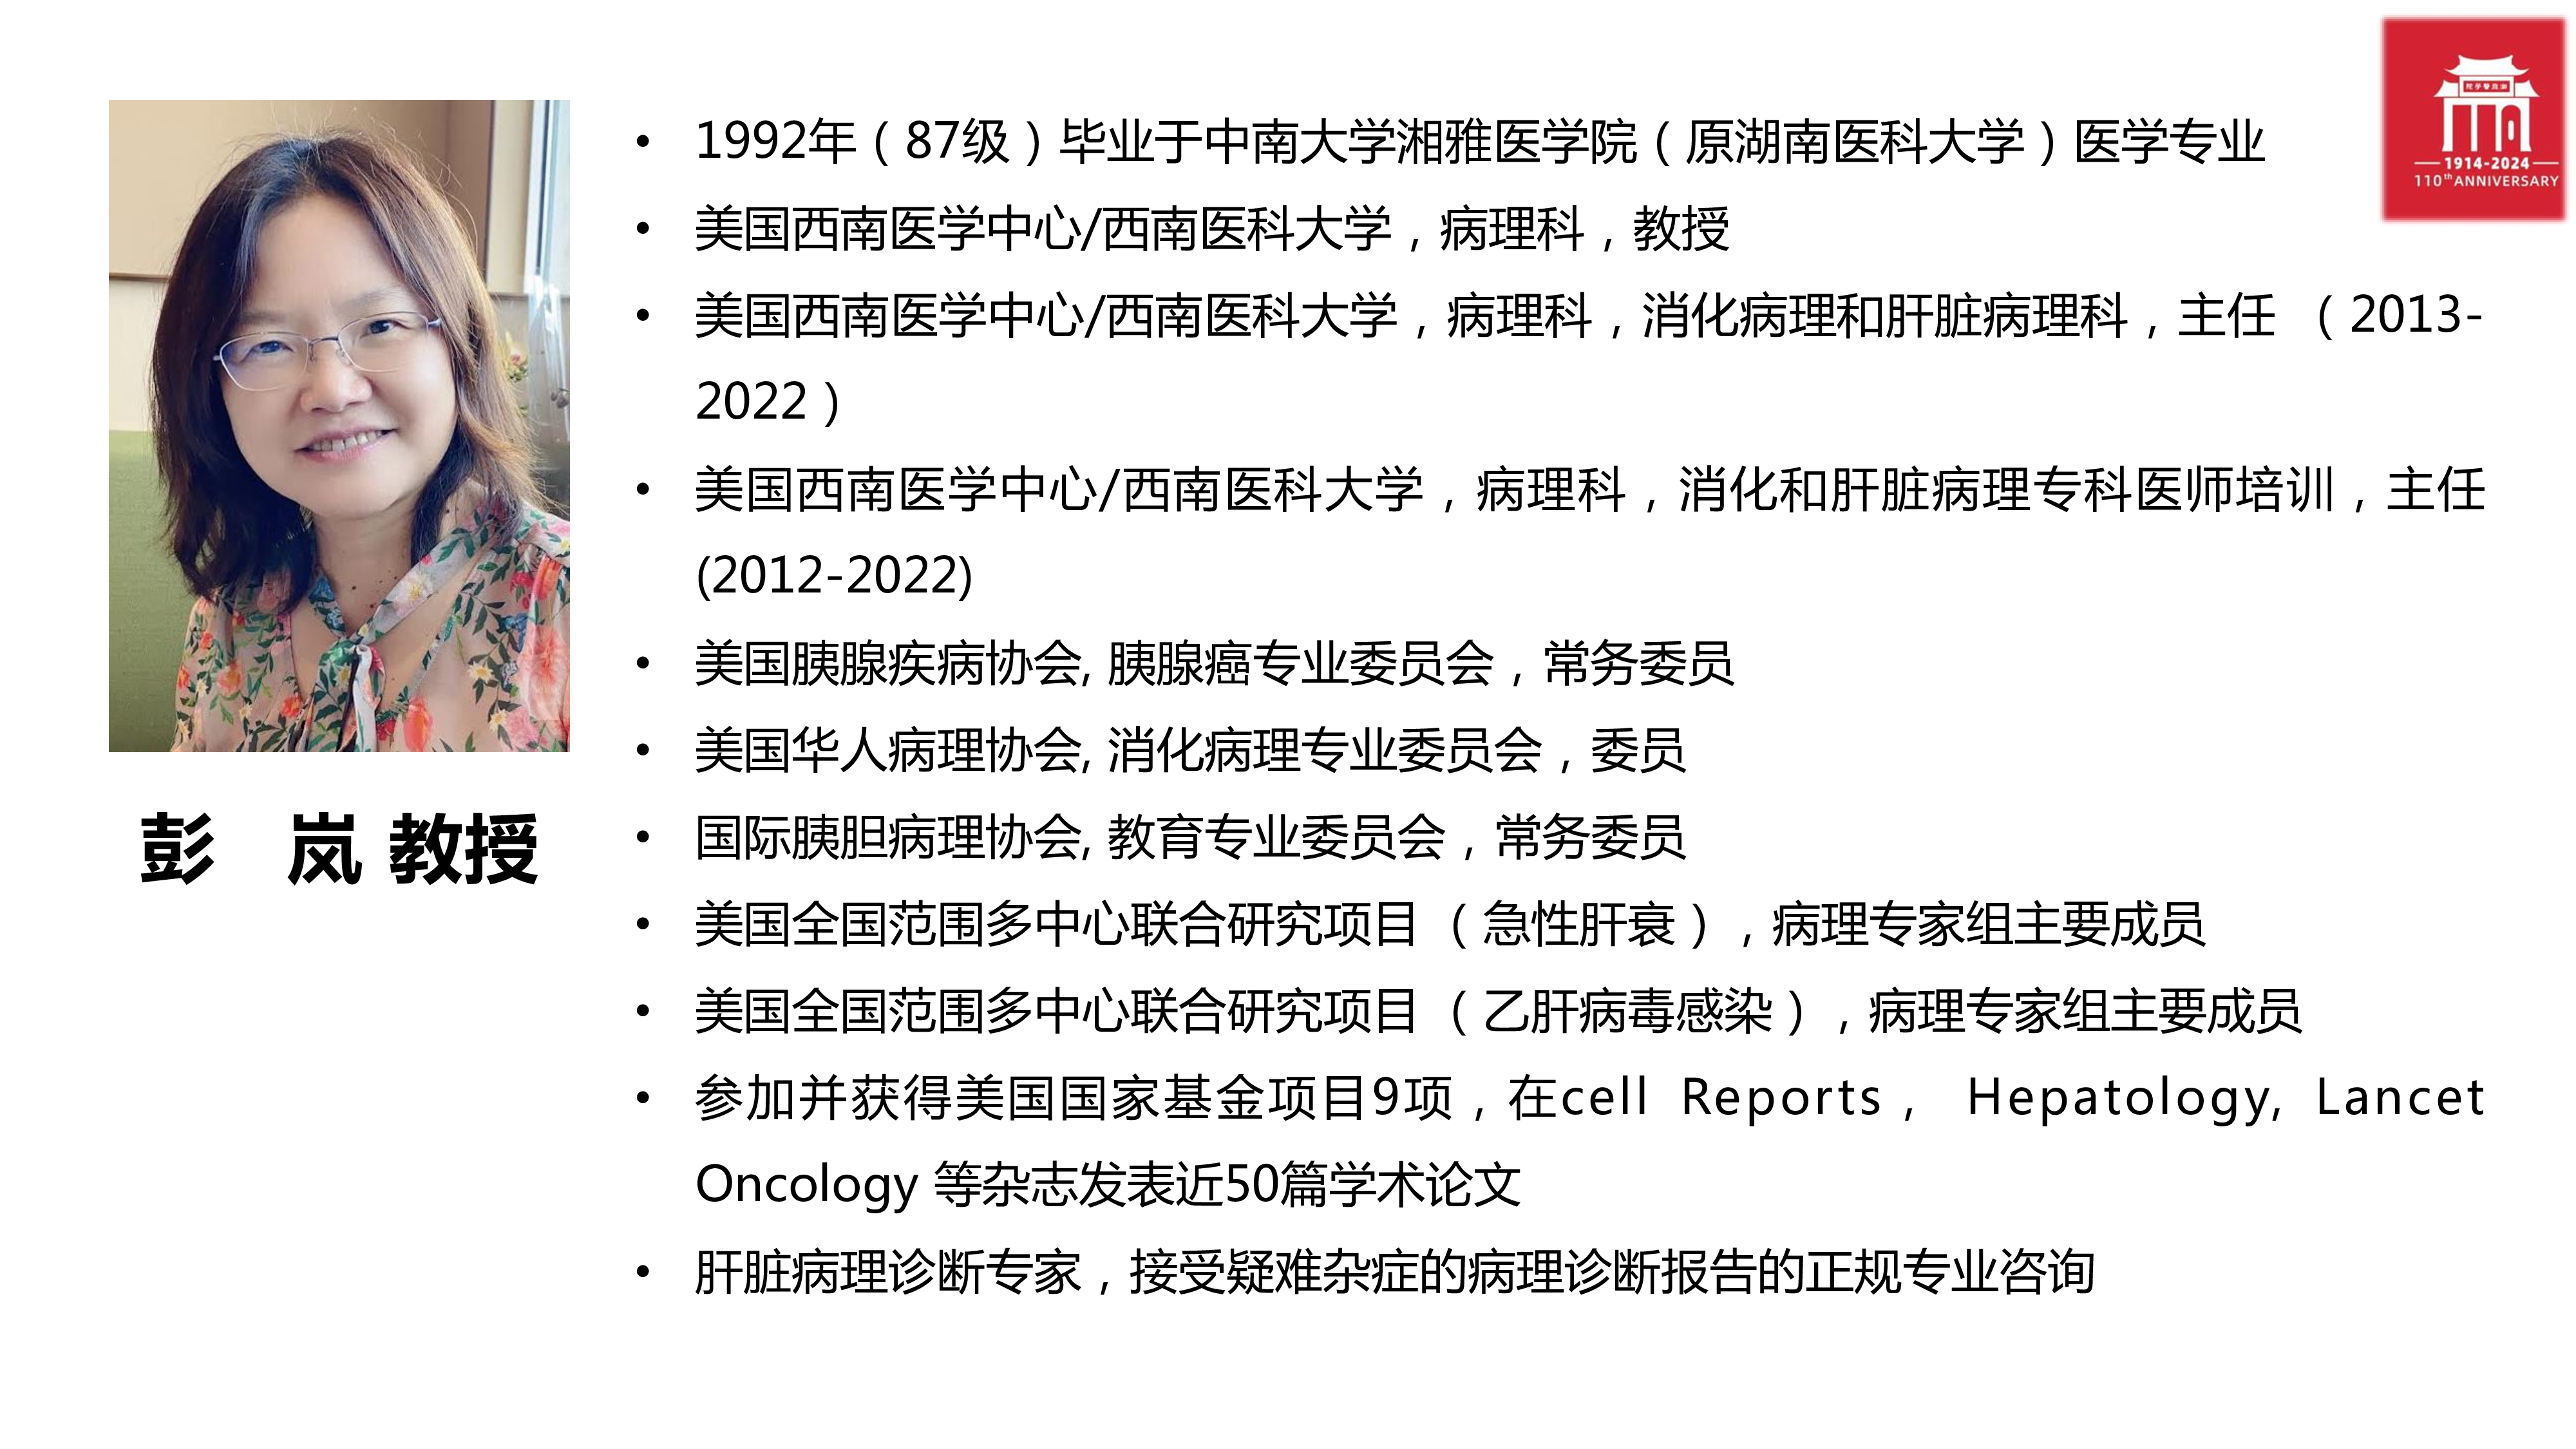 1914-2024
110th ANNIVERSARY
• 1992年（87级）毕业于中南大学湘雅医学院（原湖南医科大学）医学专业
• 美国西南医学中心/西南医科大学，病理科，教授
• 美国西南医学中心/西南医科大学，病理科，消化病理和肝脏病理科，主任 （2013-
2022）
• 美国西南医学中心/西南医科大学，病理科，消化和肝脏病理专科医师培训，主任
(2012-2022)
• 美国胰腺疾病协会, 胰腺癌专业委员会，常务委员
• 美国华人病理协会, 消化病理专业委员会，委员
• 国际胰胆病理协会, 教育专业委员会，常务委员
• 美国全国范围多中心联合研究项目 （急性肝衰），病理专家组主要成员
• 美国全国范围多中心联合研究项目 （乙肝病毒感染），病理专家组主要成员
• 参加并获得美国国家基金项目9项，在cell Reports， Hepatology, Lancet
Oncology 等杂志发表近50篇学术论文
• 肝脏病理诊断专家，接受疑难杂症的病理诊断报告的正规专业咨询
彭 岚 教授